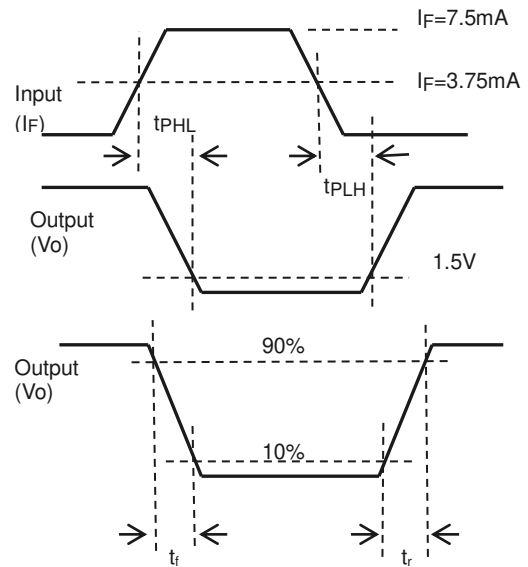 IF=7.5mA
IF=3.75mA
Input
(IF)
tPHL
tPLH
Output
(Vo)
1.5V
90%
Output
(Vo)
10%
tf
tr